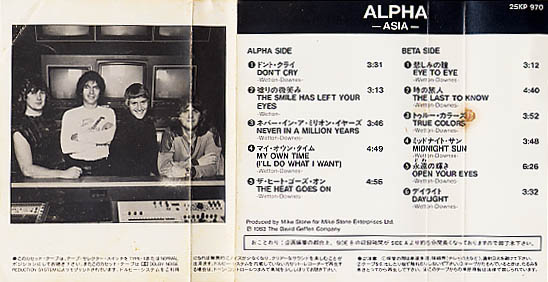 ALPHA
—ASIA—
25KP 970
ALPHA SIDE
❶ドント・クライ 3:31
DON'T CRY
-Wetton-Downes-
❷偽りの微笑み 3:13
THE SMILE HAS LEFT YOUR
EYES
-Wetton-
❸ネバー・イン・ア・ミリオン・イヤーズ 3:46
NEVER IN A MILLION YEARS
-Wetton-Downes-
❹マイ・オウン・タイム 4:49
MY OWN TIME
(I'LL DO WHAT I WANT)
-Wetton-Downes-
❺ザ・ヒート・ゴーズ・オン 4:56
THE HEAT GOES ON
-Wetton-Downes-
BETA SIDE
❶悲しみの瞳 3:12
EYE TO EYE
-Wetton-Downes-
❷時の旅人 4:40
THE LAST TO KNOW
-Wetton-Downes-
❸トゥルー・カラーズ 3:52
TRUE COLORS
-Wetton-Downes-
❹ミッドナイト・サン 3:48
MIDNIGHT SUN
-Wetton-Downes-
❺永遠の輝き 6:26
OPEN YOUR EYES
-Wetton-Downes-
❻デイライト 3:32
DAYLIGHT
-Wetton-Downes-
Produced by Mike Stone for Mike Stone Enterprises Ltd.
Ⓟ 1983 The David Geffen Company